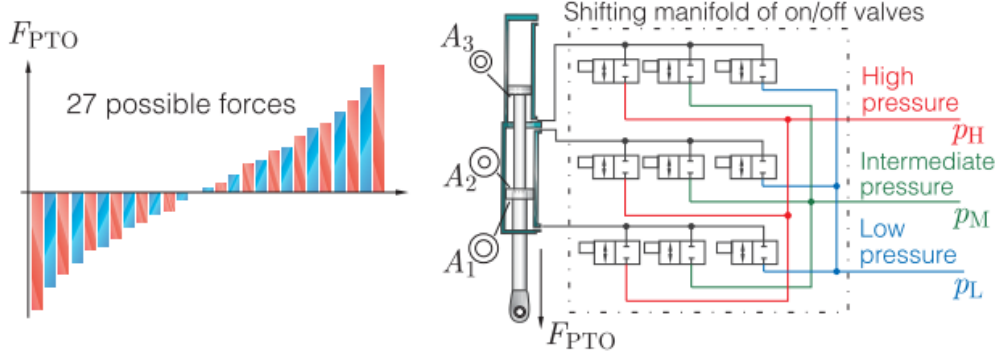 F_PTO
27 possible forces
Shifting manifold of on/off valves
A_3
A_2
A_1
F_PTO
High
pressure
p_H
Intermediate
pressure
p_M
Low
pressure
p_L